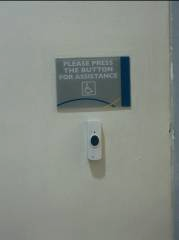 PLEASE PRESS
THE BUTTON
FOR ASSISTANCE